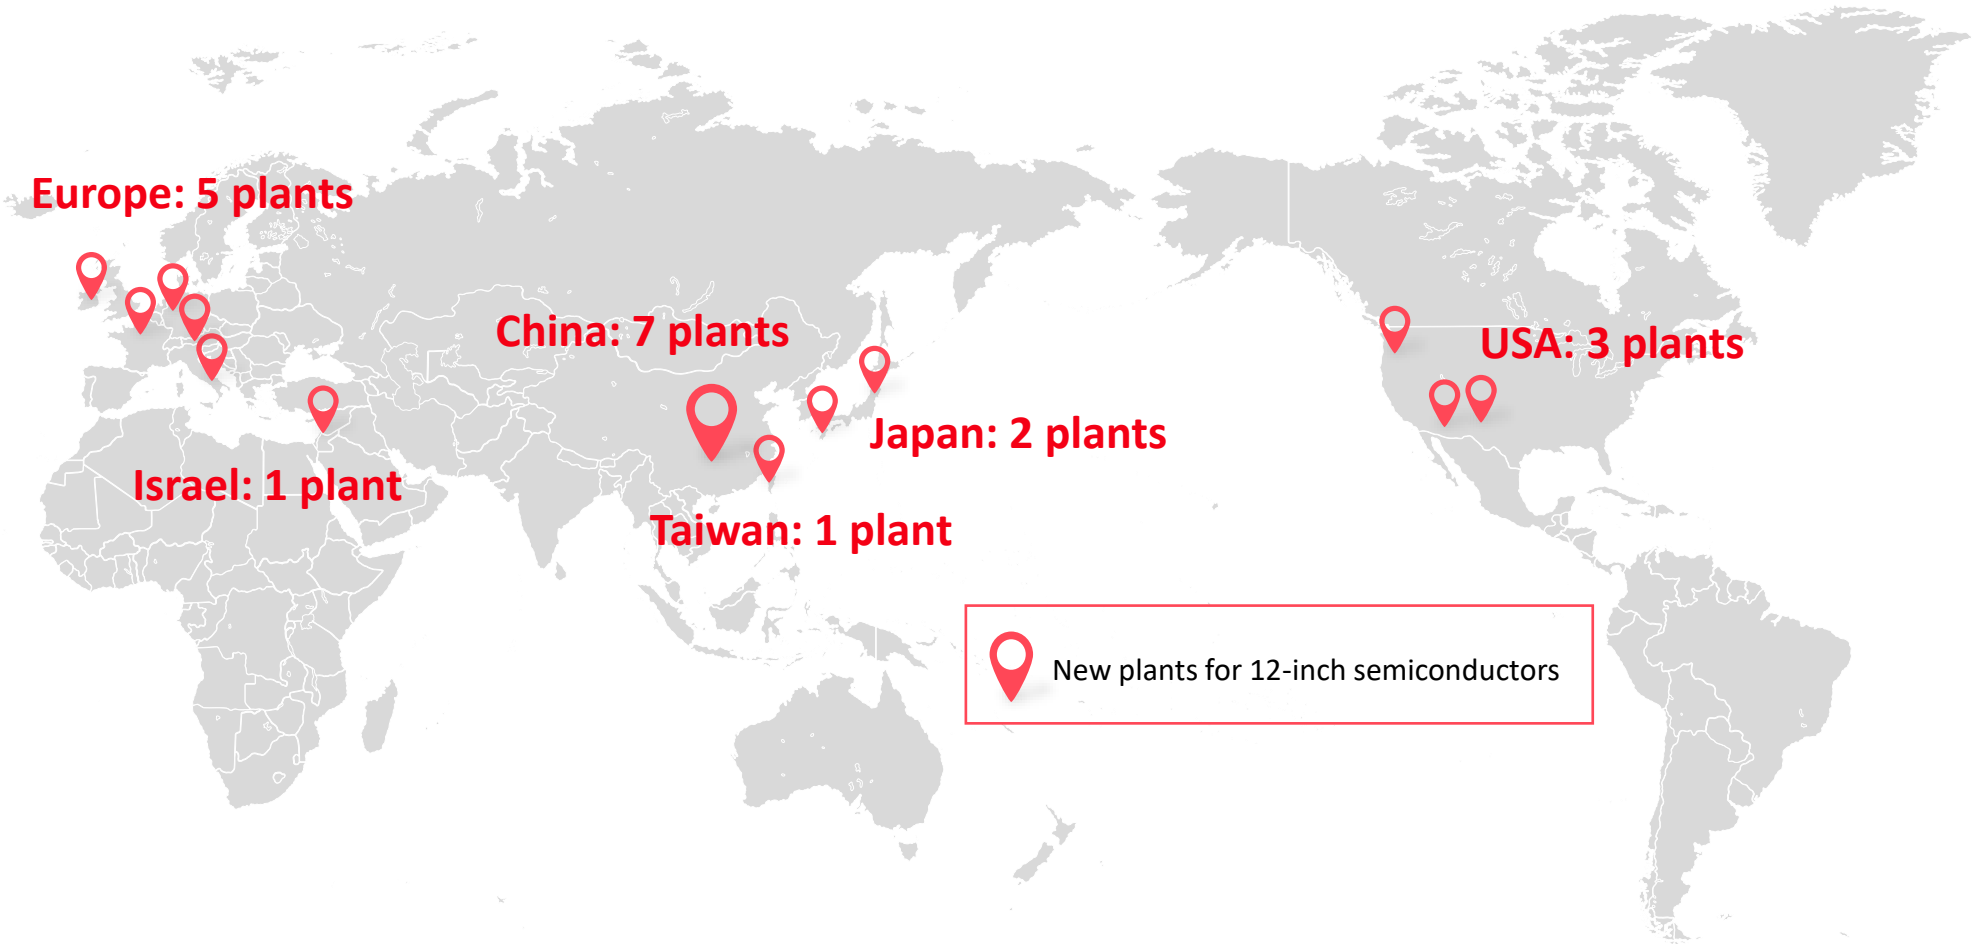 Europe: 5 plants
China: 7 plants
USA: 3 plants
Japan: 2 plants
Israel: 1 plant
Taiwan: 1 plant
New plants for 12-inch semiconductors